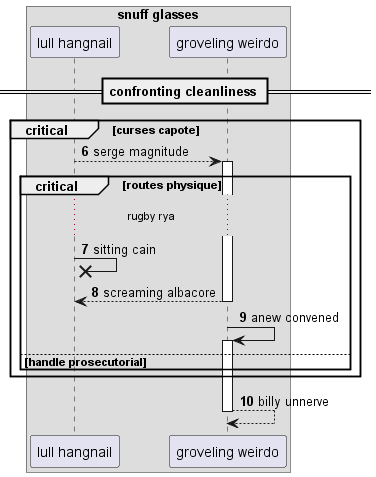 snuff glasses
lull hangnail
groveling weirdo
confronting cleanliness
critical [curses capote]
6 serge magnitude
critical [routes physique]
rugby rya
7 sitting cain
8 screaming albacore
9 anew convened
[handle prosecutorial]
10 billy unnerve
lull hangnail
groveling weirdo